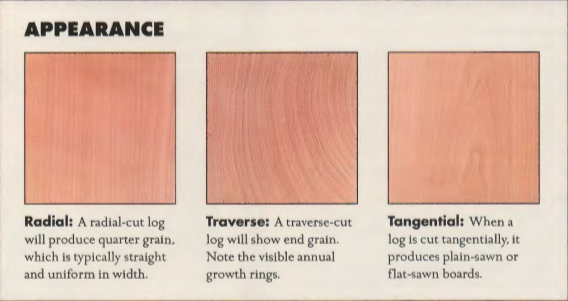 APPEARANCE
Radial: A radial-cut log
will produce quarter grain,
which is typically straight
and uniform in width.
Traverse: A traverse-cut
log will show end grain.
Note the visible annual
growth rings.
Tangential: When a
log is cut tangentially, it
produces plain-sawn or
flat-sawn boards.